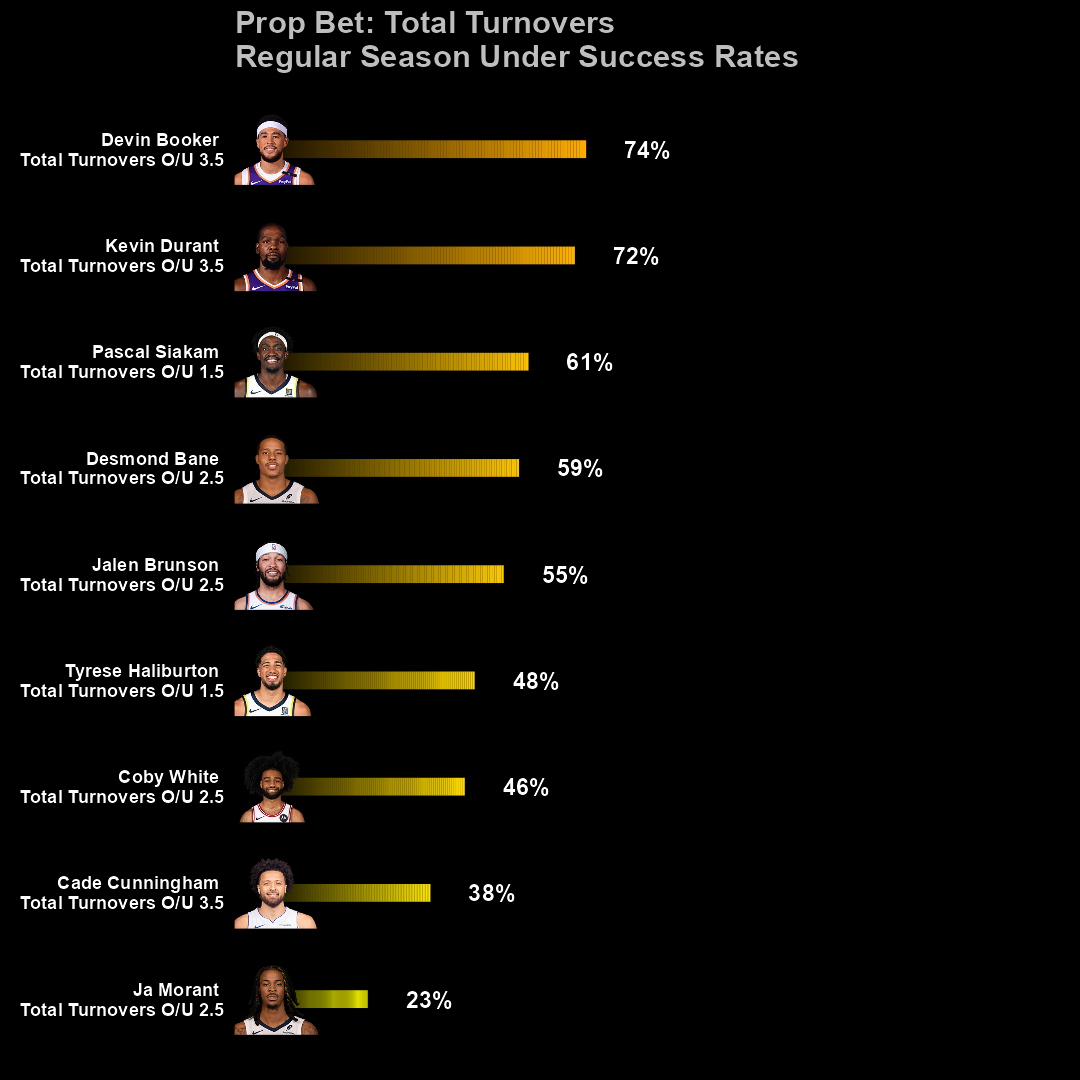 Prop Bet: Total Turnovers
Regular Season Under Success Rates
Devin Booker
Total Turnovers O/U 3.5
74%
Kevin Durant
Total Turnovers O/U 3.5
72%
Pascal Siakam
Total Turnovers O/U 1.5
61%
Desmond Bane
Total Turnovers O/U 2.5
59%
Jalen Brunson
Total Turnovers O/U 2.5
55%
Tyrese Haliburton
Total Turnovers O/U 1.5
48%
Coby White
Total Turnovers O/U 2.5
46%
Cade Cunningham
Total Turnovers O/U 3.5
38%
Ja Morant
Total Turnovers O/U 2.5
23%